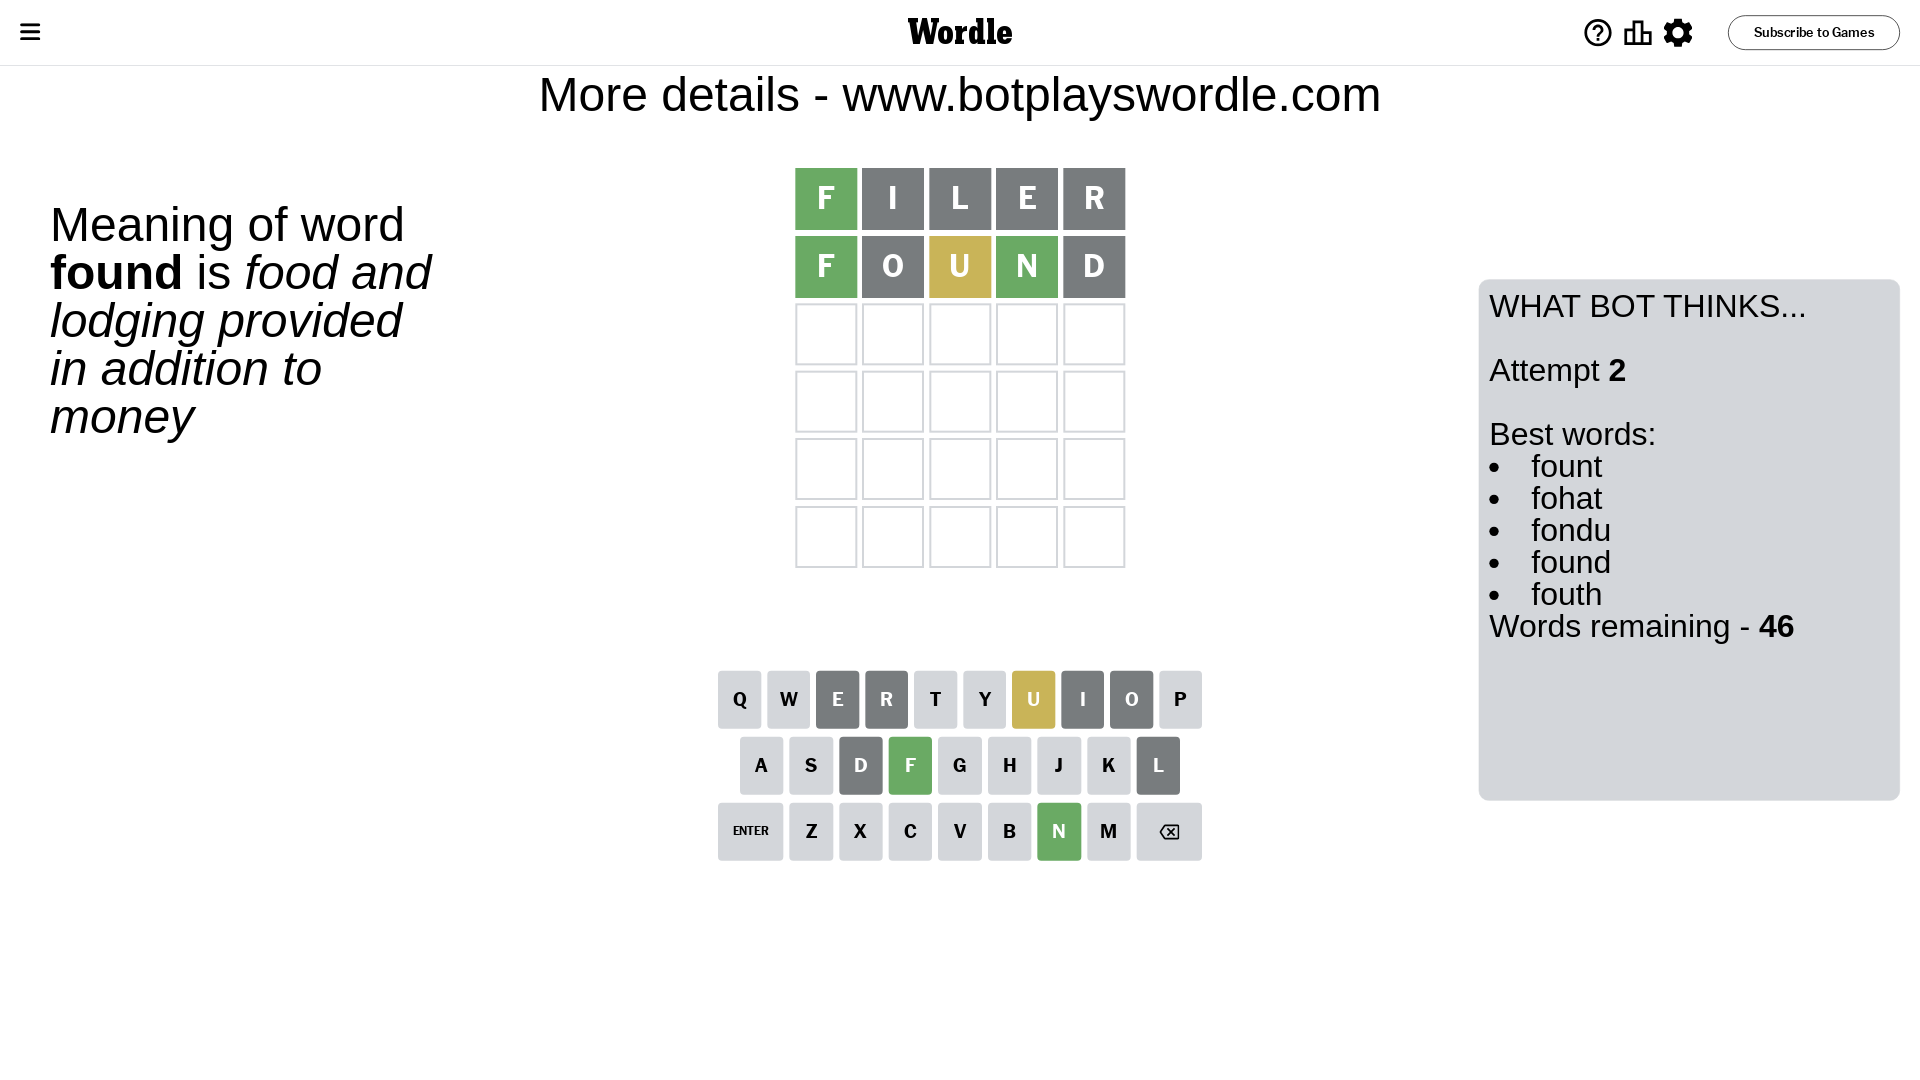 Wordle
Subscribe to Games
More details - www.botplayswordle.com
Meaning of word
found is food and
lodging provided
in addition to
money
F I L E R
F O U N D
WHAT BOT THINKS...
Attempt 2
Best words:
• fount
• fohat
• fondu
• found
• fouth
Words remaining - 46
Q W E R T Y U I O P
A S D F G H J K L
ENTER Z X C V B N M